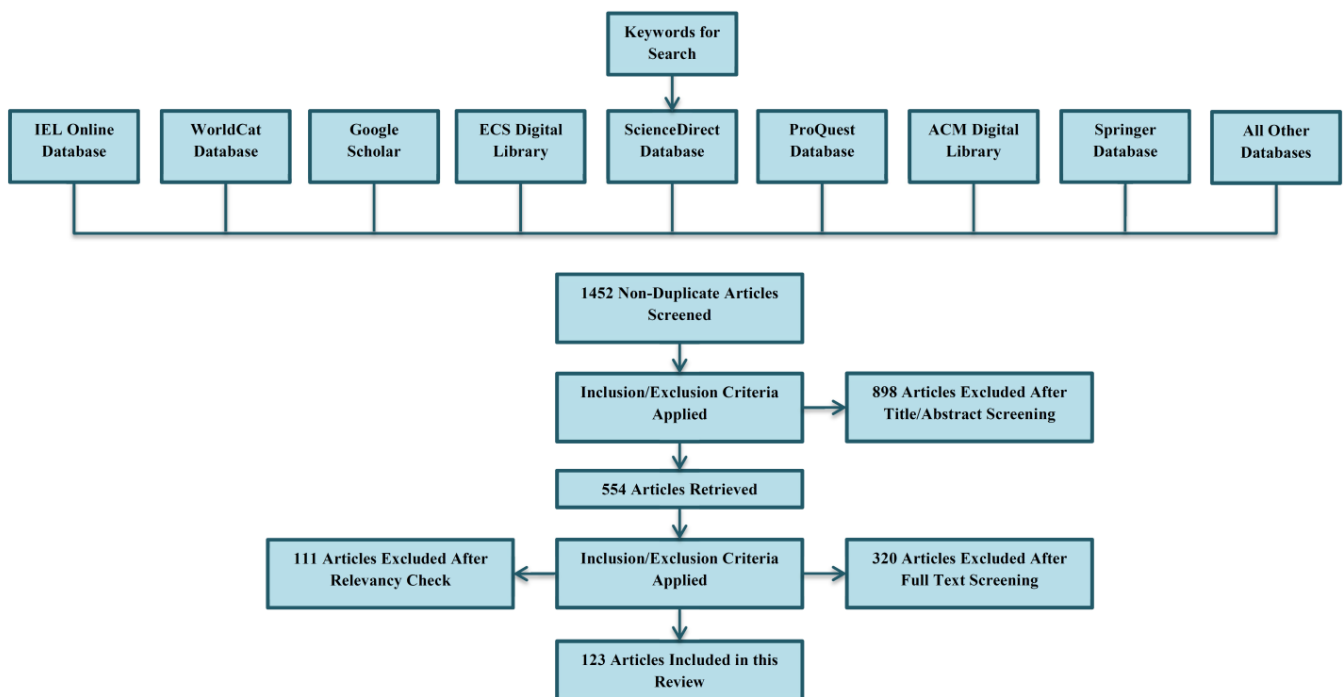 Keywords for
Search
IEL Online
Database
WorldCat
Database
Google
Scholar
ECS Digital
Library
ScienceDirect
Database
ProQuest
Database
ACM Digital
Library
Springer
Database
All Other
Databases
1452 Non-Duplicate Articles
Screened
Inclusion/Exclusion Criteria
Applied
898 Articles Excluded After
Title/Abstract Screening
554 Articles Retrieved
111 Articles Excluded After
Relevancy Check
Inclusion/Exclusion Criteria
Applied
320 Articles Excluded After
Full Text Screening
123 Articles Included in this
Review